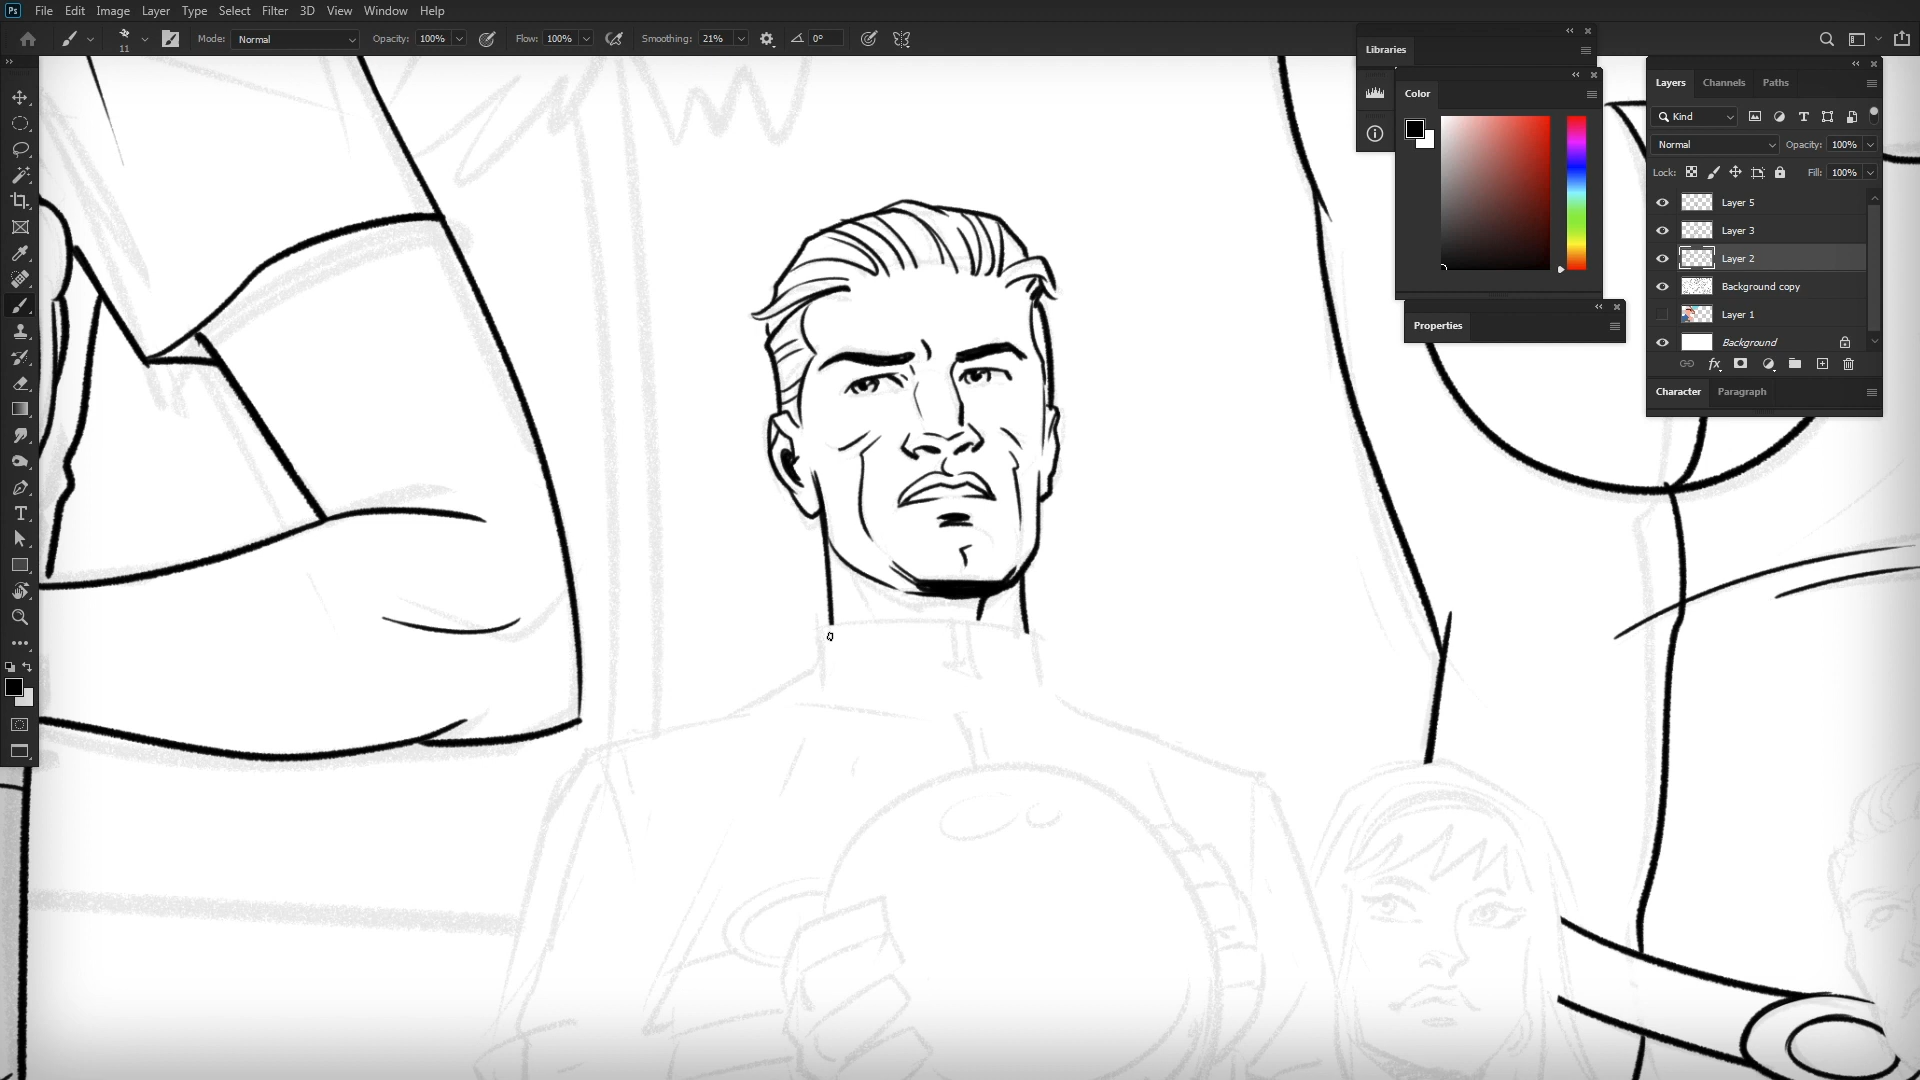 Ps File Edit Image Layer Type Select Filter 3D View Window Help
11 Mode: Normal Opacity: 100% Flow: 100% Smoothing: 21% 0°
Libraries
Color
Properties
Layers Channels Paths
Kind
Normal Opacity: 100%
Lock: Fill: 100%
Layer 5
Layer 3
Layer 2
Background copy
Layer 1
Background
fx
Character Paragraph